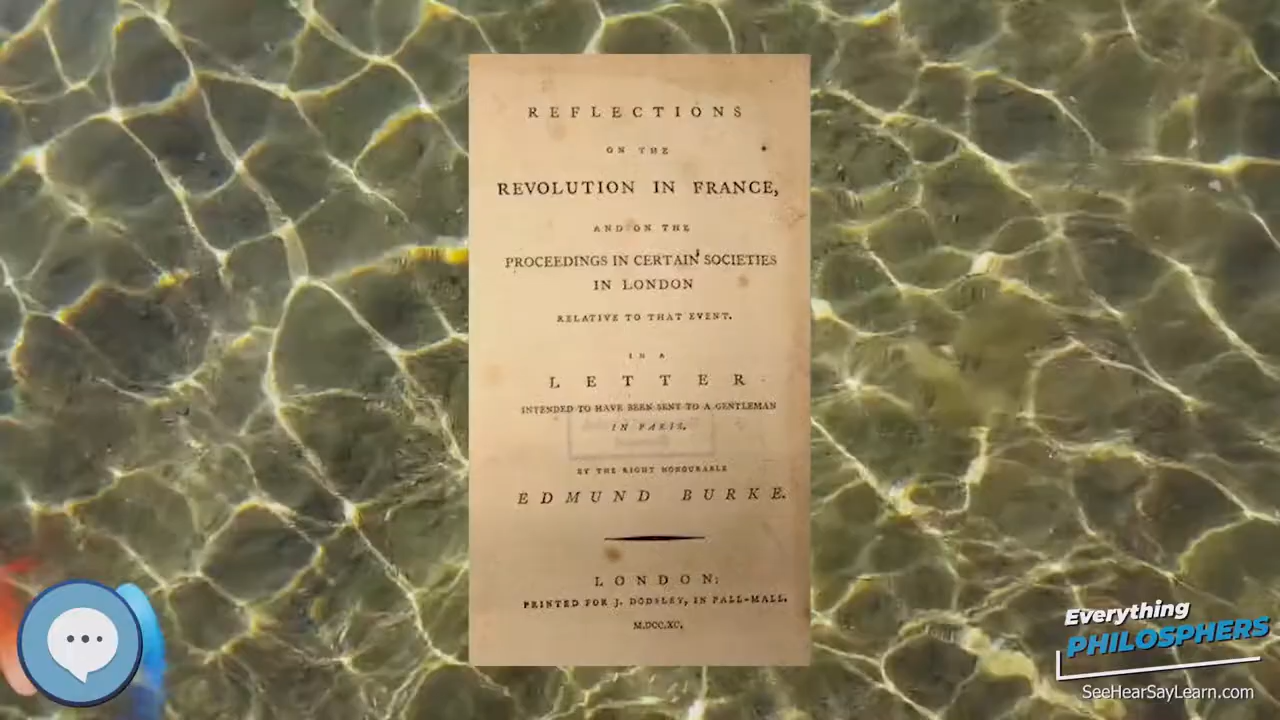 REFLECTIONS
ON THE
REVOLUTION IN FRANCE,
AND ON THE
PROCEEDINGS IN CERTAIN SOCIETIES
IN LONDON
RELATIVE TO THAT EVENT.
IN A
LETTER
INTENDED TO HAVE BEEN SENT TO A GENTLEMAN
IN PARIS.
BY THE RIGHT HONOURABLE
EDMUND BURKE.
LONDON:
PRINTED FOR J. DODSLEY, IN PALL-MALL.
M.DCC.XC.
Everything
PHILOSPHERS
SeeHearSayLearn.com